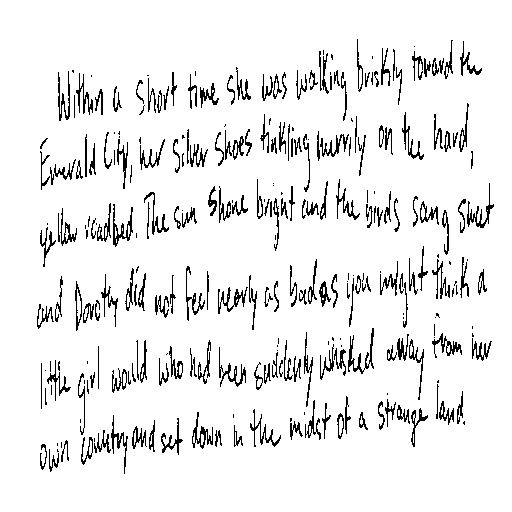 Within a short time she was walking briskly toward the
Emerald City, her silver shoes tinkling merrily on the hard,
yellow roadbed. The sun shone bright and the birds sang sweet
and Dorothy did not feel nearly as bad as you might think a
little girl would who had been suddenly whisked away from her
own country and set down in the midst of a strange land.